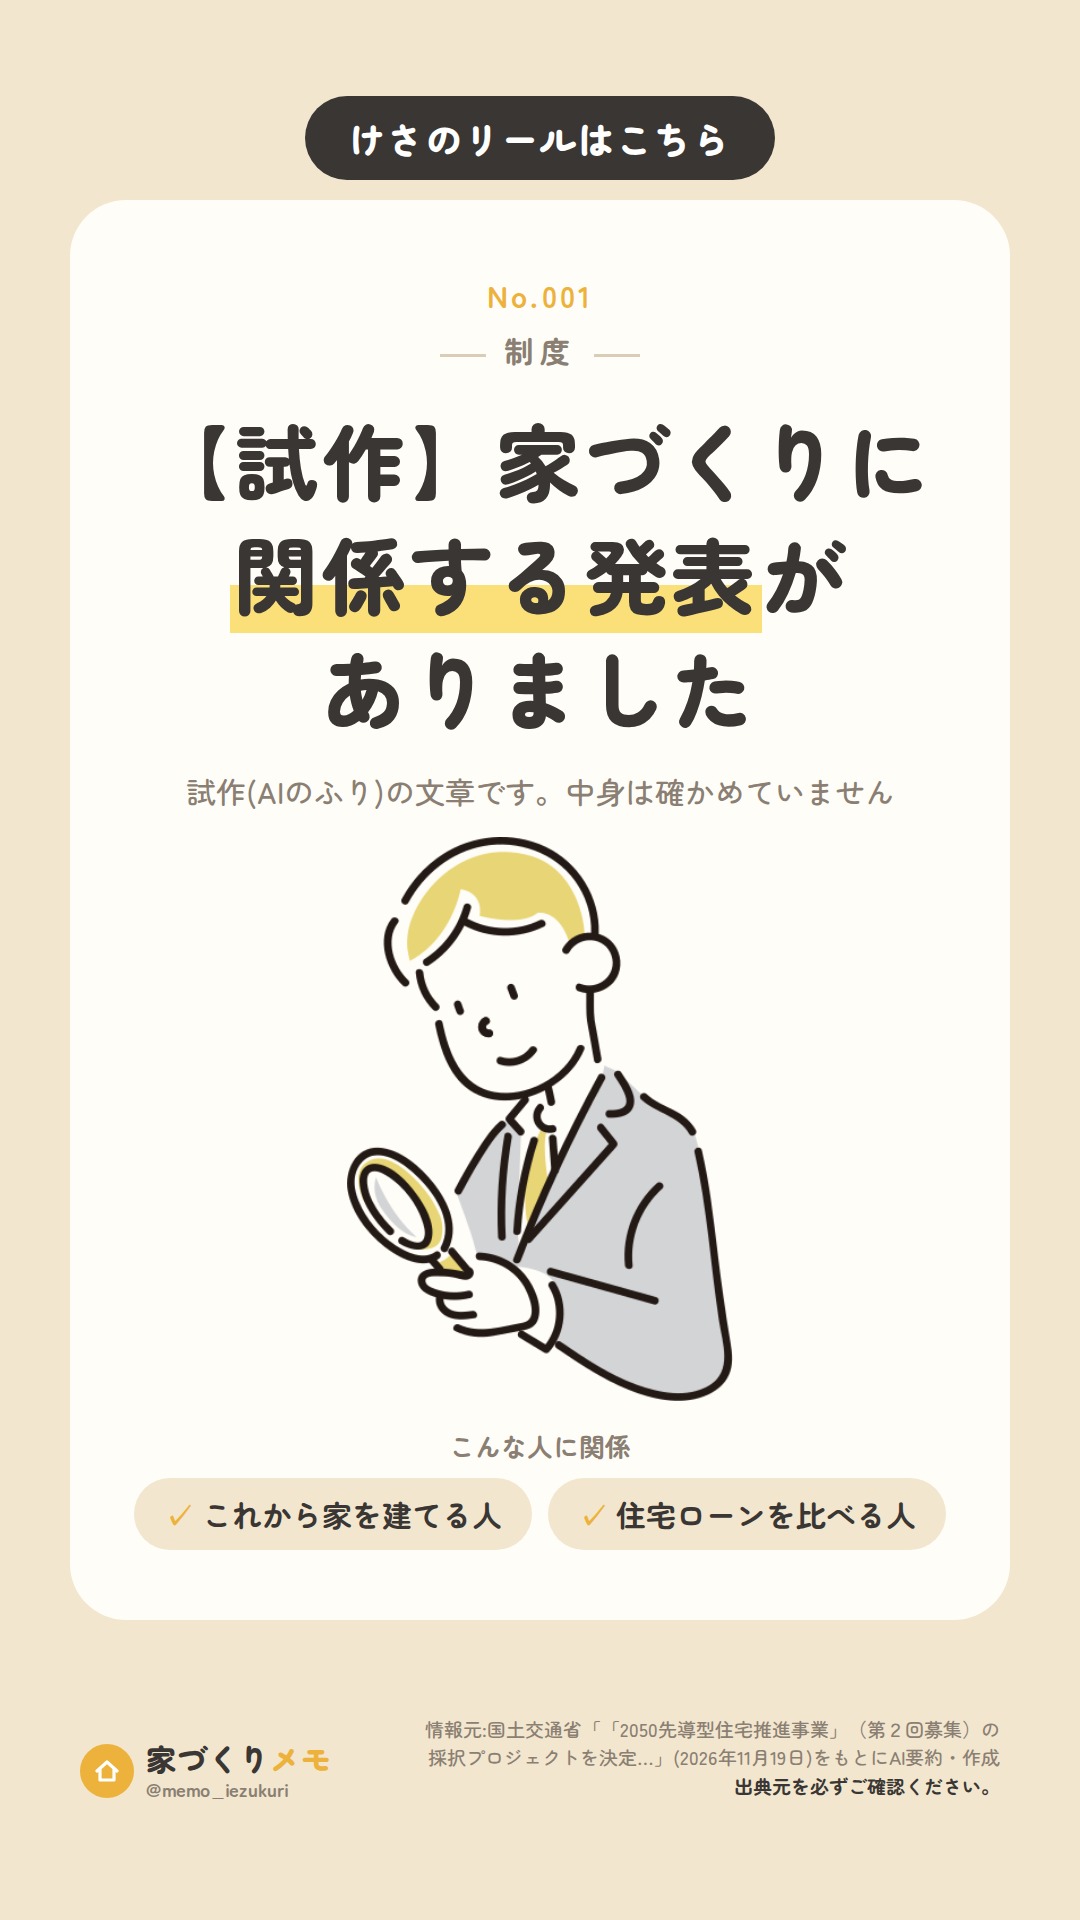 けさのリールはこちら
No.001
制度
【試作】家づくりに
関係する発表が
ありました
試作(AIのふり)の文章です。中身は確かめていません
こんな人に関係
✓ これから家を建てる人
✓ 住宅ローンを比べる人
情報元:国土交通省「「2050先導型住宅推進事業」（第２回募集）の
採択プロジェクトを決定…」(2026年11月19日)をもとにAI要約・作成
出典元を必ずご確認ください。
家づくりメモ
@memo_iezukuri